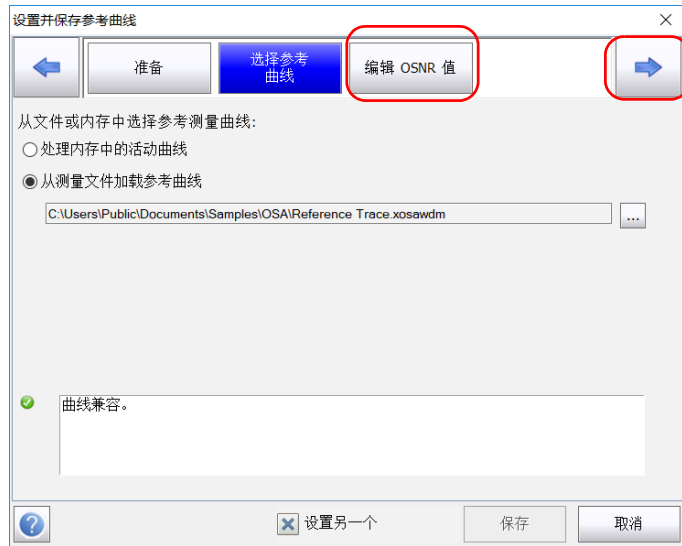 设置并保存参考曲线
准备
选择参考
曲线
编辑 OSNR 值
从文件或内存中选择参考测量曲线:
处理内存中的活动曲线
从测量文件加载参考曲线
C:\Users\Public\Documents\Samples\OSA\Reference Trace.xosawdm
...
曲线兼容。
?
设置另一个
保存
取消